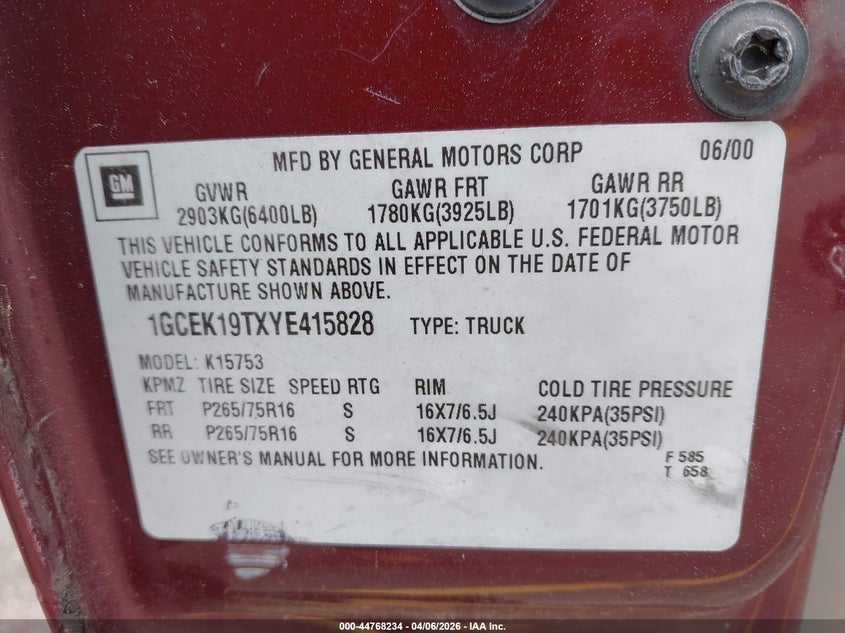 MFD BY GENERAL MOTORS CORP 06/00
GM
GVWR GAWR FRT GAWR RR
2903KG(6400LB) 1780KG(3925LB) 1701KG(3750LB)
THIS VEHICLE CONFORMS TO ALL APPLICABLE U.S. FEDERAL MOTOR
VEHICLE SAFETY STANDARDS IN EFFECT ON THE DATE OF
MANUFACTURE SHOWN ABOVE.
1GCEK19TXYE415828 TYPE: TRUCK
MODEL: K15753
KPMZ TIRE SIZE SPEED RTG RIM COLD TIRE PRESSURE
FRT P265/75R16 S 16X7/6.5J 240KPA(35PSI)
RR P265/75R16 S 16X7/6.5J 240KPA(35PSI)
SEE OWNER'S MANUAL FOR MORE INFORMATION.
F 585
T 658
000-44768234 | 04/06/2026 | IAA Inc.